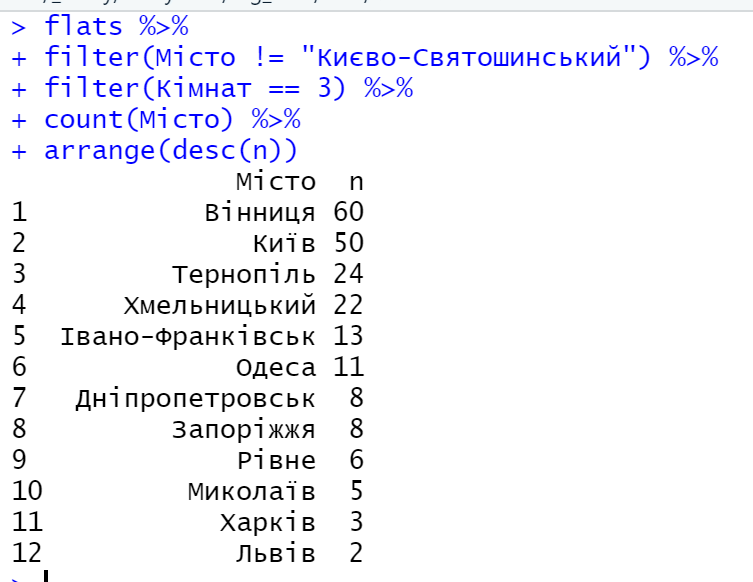 > flats %>%
+ filter(Місто != "Києво-Святошинський") %>%
+ filter(Кімнат == 3) %>%
+ count(Місто) %>%
+ arrange(desc(n))
Місто n
1 Вінниця 60
2 Київ 50
3 Тернопіль 24
4 Хмельницький 22
5 Івано-Франківськ 13
6 Одеса 11
7 Дніпропетровськ 8
8 Запоріжжя 8
9 Рівне 6
10 Миколаїв 5
11 Харків 3
12 Львів 2
>